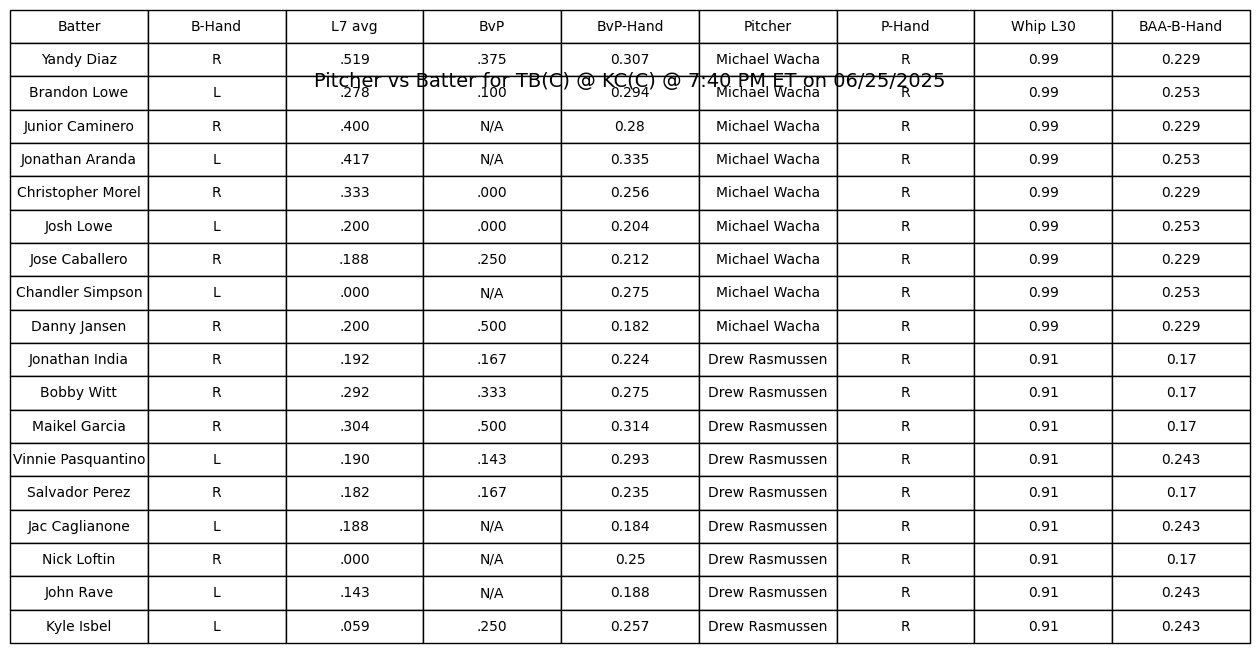 Batter B-Hand L7 avg BvP BvP-Hand Pitcher P-Hand Whip L30 BAA-B-Hand
Yandy Diaz R .519 .375 0.307 Michael Wacha R 0.99 0.229
Pitcher vs Batter for TB(C) @ KC(C) @ 7:40 PM ET on 06/25/2025
Brandon Lowe L .278 .100 0.294 Michael Wacha R 0.99 0.253
Junior Caminero R .400 N/A 0.28 Michael Wacha R 0.99 0.229
Jonathan Aranda L .417 N/A 0.335 Michael Wacha R 0.99 0.253
Christopher Morel R .333 .000 0.256 Michael Wacha R 0.99 0.229
Josh Lowe L .200 .000 0.204 Michael Wacha R 0.99 0.253
Jose Caballero R .188 .250 0.212 Michael Wacha R 0.99 0.229
Chandler Simpson L .000 N/A 0.275 Michael Wacha R 0.99 0.253
Danny Jansen R .200 .500 0.182 Michael Wacha R 0.99 0.229
Jonathan India R .192 .167 0.224 Drew Rasmussen R 0.91 0.17
Bobby Witt R .292 .333 0.275 Drew Rasmussen R 0.91 0.17
Maikel Garcia R .304 .500 0.314 Drew Rasmussen R 0.91 0.17
Vinnie Pasquantino L .190 .143 0.293 Drew Rasmussen R 0.91 0.243
Salvador Perez R .182 .167 0.235 Drew Rasmussen R 0.91 0.17
Jac Caglianone L .188 N/A 0.184 Drew Rasmussen R 0.91 0.243
Nick Loftin R .000 N/A 0.25 Drew Rasmussen R 0.91 0.17
John Rave L .143 N/A 0.188 Drew Rasmussen R 0.91 0.243
Kyle Isbel L .059 .250 0.257 Drew Rasmussen R 0.91 0.243